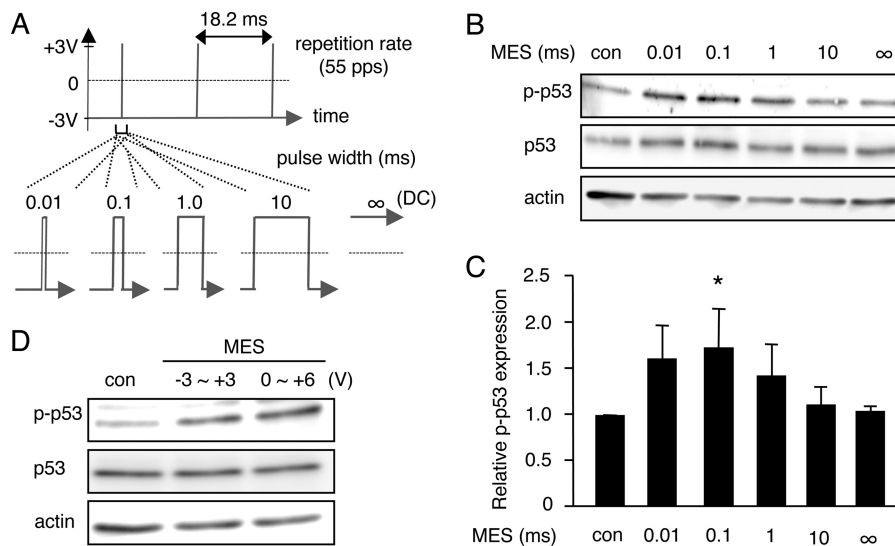 A
18.2 ms
+3V
0
-3V
repetition rate
(55 pps)
time
pulse width (ms)
0.01 0.1 1.0 10 ∞ (DC)
B
MES (ms) con 0.01 0.1 1 10 ∞
p-p53
p53
actin
C
Relative p-p53 expression
2.5
2.0
1.5
1.0
0.5
0
*
MES (ms) con 0.01 0.1 1 10 ∞
D
MES
con -3 ~ +3 0 ~ +6 (V)
p-p53
p53
actin